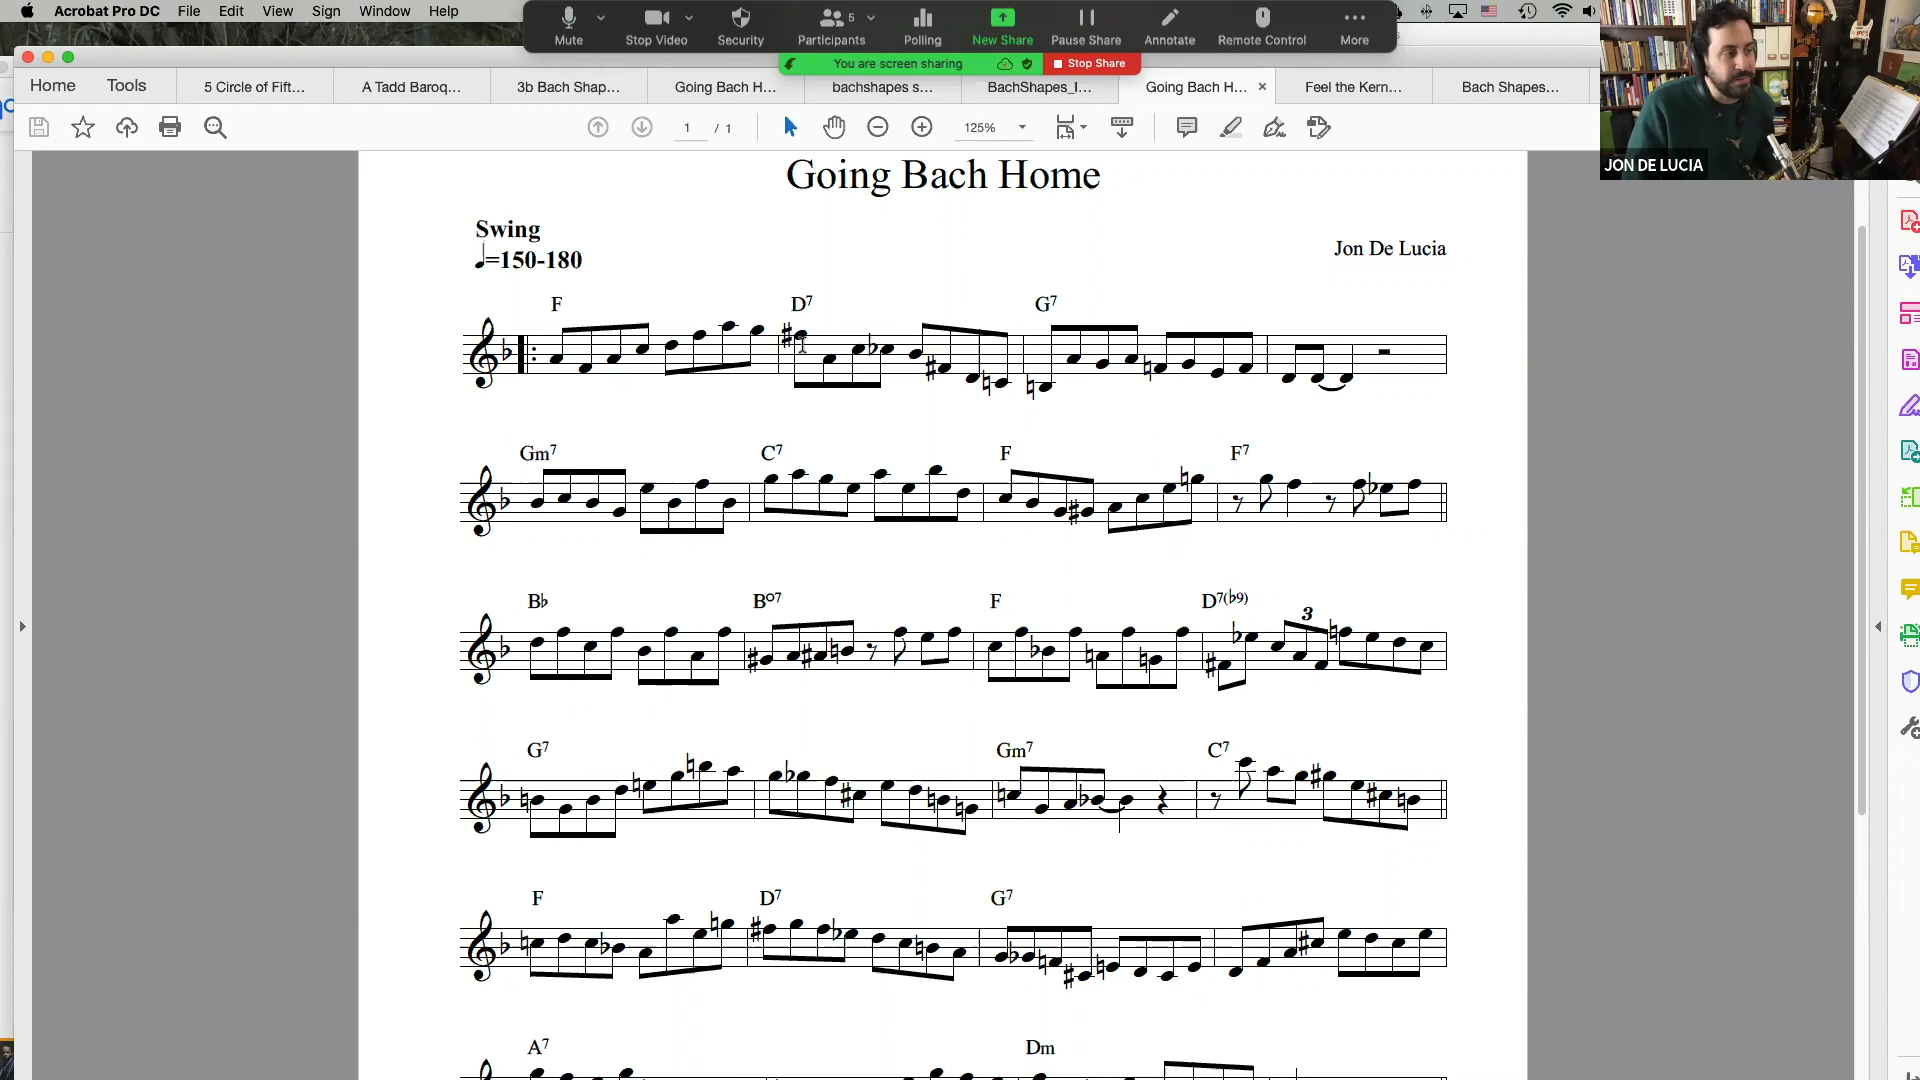 Acrobat Pro DC File Edit View Sign Window Help
Mute Stop Video Security Participants 5 Polling New Share Pause Share Annotate Remote Control More
You are screen sharing Stop Share
Home Tools 5 Circle of Fift... A Tadd Baroq... 3b Bach Shap... Going Bach H... bachshapes s... BachShapes_I... Going Bach H... Feel the Kern... Bach Shapes...
1 / 1 125%
JON DE LUCIA
Going Bach Home
Swing
♩=150-180
Jon De Lucia
F D7 G7
Gm7 C7 F F7
B♭ B°7 F D7(♭9)
3
G7 Gm7 C7
F D7 G7
A7 Dm